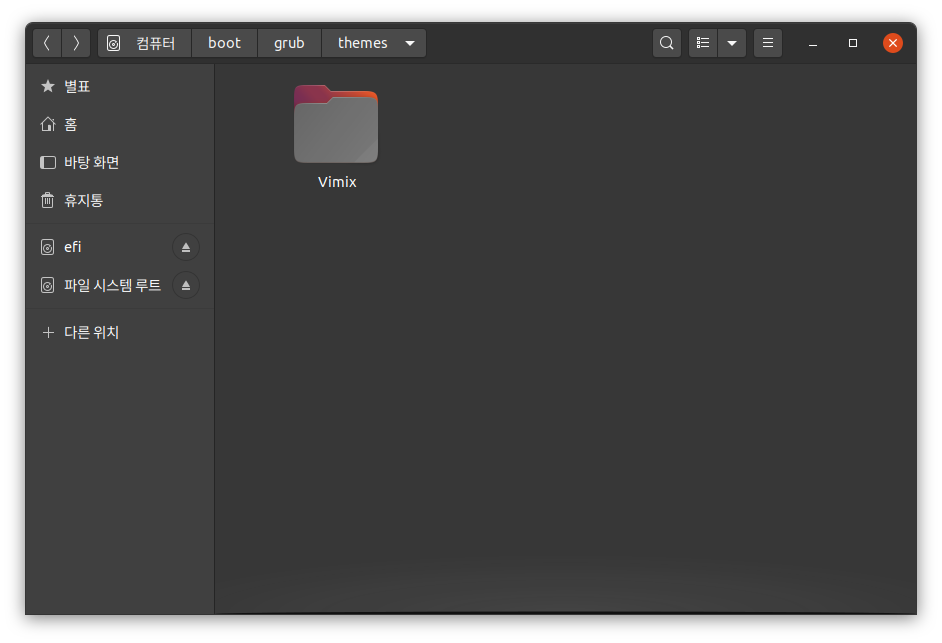 컴퓨터 boot grub themes
별표
홈
바탕 화면
휴지통
efi
파일 시스템 루트
다른 위치
Vimix